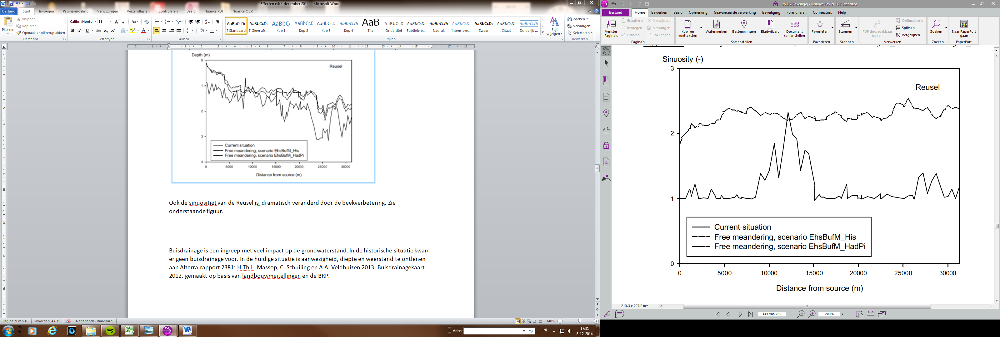 Effecten rvk 4 december 2014 - Microsoft Word
Bestand Start Invoegen Pagina-indeling Verwijzingen Verzendlijsten Controleren Beeld Nuance PDF Nuance OCR
Plakken
Knippen
Kopiëren
Opmaak kopiëren/plakken
Klembord
Calibri (Hoofdt 11
Lettertype
Alinea
AaBbCcDc AaBbCcDc AaBbC( AaBbCcD AaBbCcD AaBbCcD( AaB AaBbCcD AaBbCcDc AaBbCcDc AaBbCcDc AaBbCcDc AaBbCcDc AaBbCcDc
¶ Standaard ¶ Geen afs... Kop 1 Kop 2 Kop 3 Kop 4 Titel Ondertitel Subtiele b... Nadruk Intensieve... Zwaar Citaat Duidelijk ...
Stijlen
Stijl wijzigen
Zoeken
Vervangen
Selecteren
Bewerken
Depth (m)
Reusel
0
1
2
3
4
Current situation
Free meandering, scenario EhsBufM_His
Free meandering, scenario EhsBufM_HadPi
0 5000 10000 15000 20000 25000 30000
Distance from source (m)
Ook de sinuositiet van de Reusel is dramatisch veranderd door de beekverbetering. Zie
onderstaande figuur.
Buisdrainage is een ingreep met veel impact op de grondwaterstand. In de historische situatie kwam
er geen buisdrainage voor. In de huidige situatie is aanwezigheid, diepte en weerstand te ontlenen
aan Alterra-rapport 2381: H.Th.L. Massop, C. Schuiling en A.A. Veldhuizen 2013. Buisdrainagekaart
2012, gemaakt op basis van landbouwmeitellingen en de BRP.
Pagina: 9 van 18 Woorden: 4.631 Nederlands (standaard) 140%
Adres NL 17:31
8-12-2014
26892(Beveiligd) - Nuance Power PDF Standard
Bestand Home Bewerken Beeld Opmerking Geavanceerde verwerking Beveiliging Formulieren Connectors Help
Venster Pagina's
Extraheren Verwijderen
Invoegen Vervangen
Draaien Toevoegen
Pagina's
Kop- en voetteksten
Watermerken
Bestemmingen
Bladwijzers
Document samenstellen
Samenstellen
Favorieten
Favorieten
Scannen
Scannen
PDF doorzoekbaar maken
Optimaliseren
Splitsen
Vergelijken
Verwerken
Zoeken
Zoeken
Naar PaperPort gaan
PaperPort
Sinuosity (-)
Reusel
3
2
1
0
Current situation
Free meandering, scenario EhsBufM_His
Free meandering, scenario EhsBufM_HadPi
0 5000 10000 15000 20000 25000 30000
Distance from source (m)
210.3 x 297.0 mm
141 van 200 200%